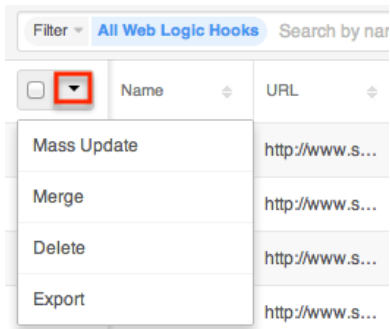 Filter All Web Logic Hooks Search by nar
Name URL
Mass Update http://www.s...
Merge http://www.s...
Delete http://www.s...
Export http://www.s...